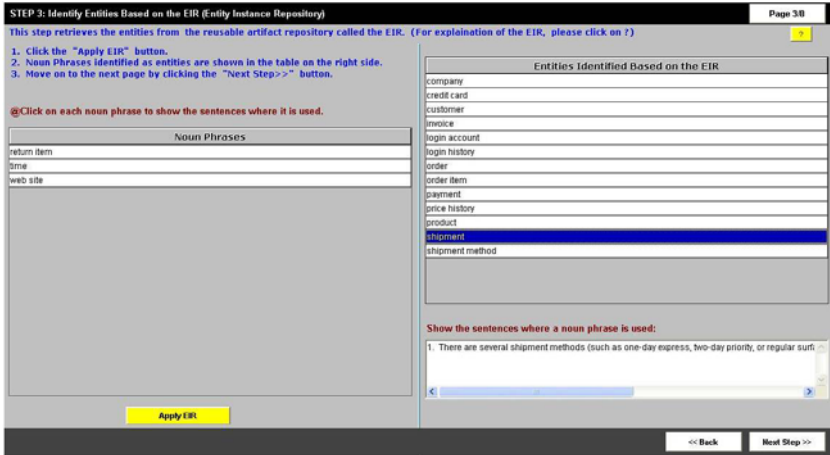 STEP 3: Identify Entities Based on the EIR (Entity Instance Repository)
Page 3/8
This step retrieves the entities from the reusable artifact repository called the EIR. (For explaination of the EIR, please click on ?)
?
1. Click the "Apply EIR" button.
2. Noun Phrases identified as entities are shown in the table on the right side.
3. Move on to the next page by clicking the "Next Step>>" button.
@Click on each noun phrase to show the sentences where it is used.
Noun Phrases
return item
time
web site
Apply EIR
Entities Identified Based on the EIR
company
credit card
customer
invoice
login account
login history
order
order item
payment
price history
product
shipment
shipment method
Show the sentences where a noun phrase is used:
1. There are several shipment methods (such as one-day express, two-day priority, or regular surfa
<< Back
Next Step >>